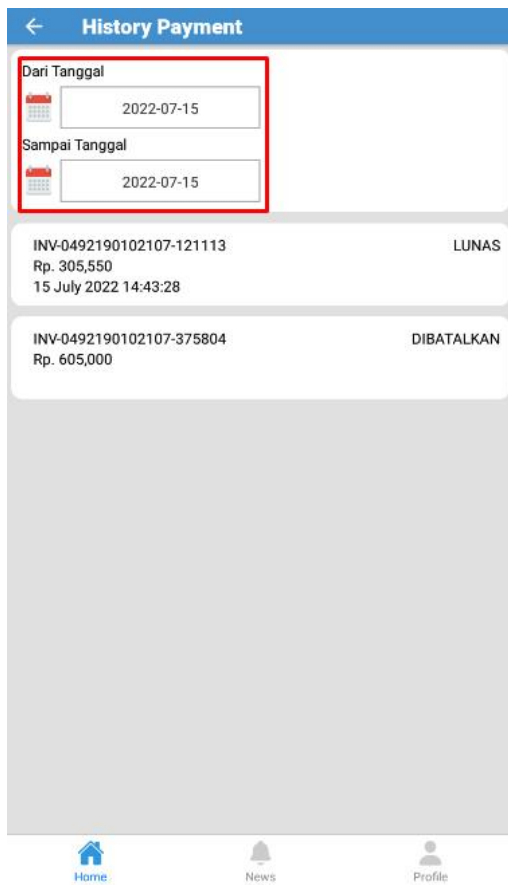 History Payment
Dari Tanggal
2022-07-15
Sampai Tanggal
2022-07-15
INV-0492190102107-121113 LUNAS
Rp. 305,550
15 July 2022 14:43:28
INV-0492190102107-375804 DIBATALKAN
Rp. 605,000
Home News Profile